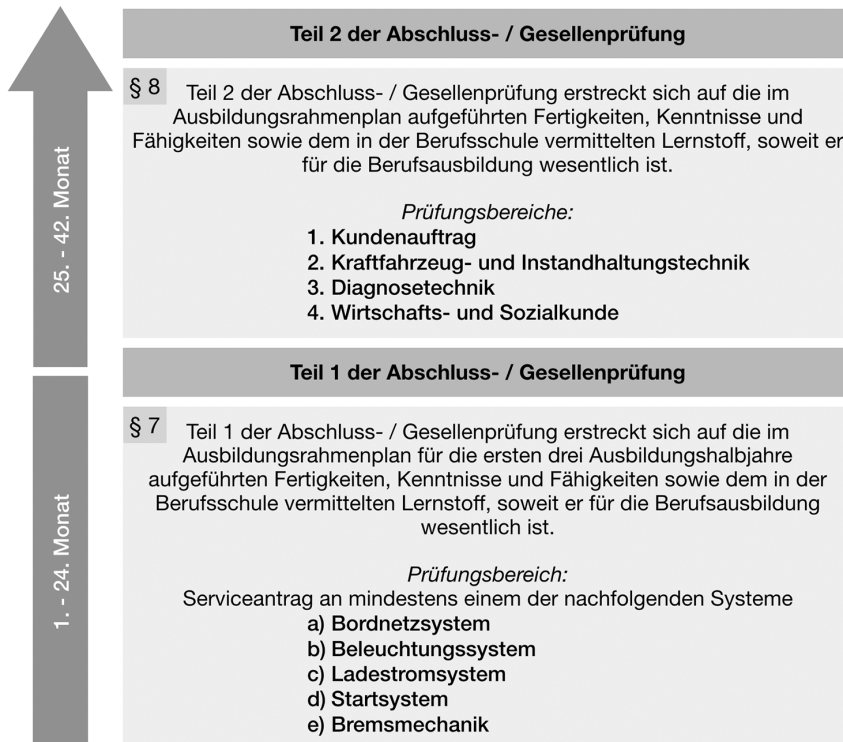 Teil 2 der Abschluss- / Gesellenprüfung
§ 8
Teil 2 der Abschluss- / Gesellenprüfung erstreckt sich auf die im
Ausbildungsrahmenplan aufgeführten Fertigkeiten, Kenntnisse und
Fähigkeiten sowie dem in der Berufsschule vermittelten Lernstoff, soweit er
für die Berufsausbildung wesentlich ist.
Prüfungsbereiche:
1. Kundenauftrag
2. Kraftfahrzeug- und Instandhaltungstechnik
3. Diagnosetechnik
4. Wirtschafts- und Sozialkunde
25. - 42. Monat
Teil 1 der Abschluss- / Gesellenprüfung
§ 7
Teil 1 der Abschluss- / Gesellenprüfung erstreckt sich auf die im
Ausbildungsrahmenplan für die ersten drei Ausbildungshalbjahre
aufgeführten Fertigkeiten, Kenntnisse und Fähigkeiten sowie dem in der
Berufsschule vermittelten Lernstoff, soweit er für die Berufsausbildung
wesentlich ist.
Prüfungsbereich:
Serviceantrag an mindestens einem der nachfolgenden Systeme
a) Bordnetzsystem
b) Beleuchtungssystem
c) Ladestromsystem
d) Startsystem
e) Bremsmechanik
1. - 24. Monat